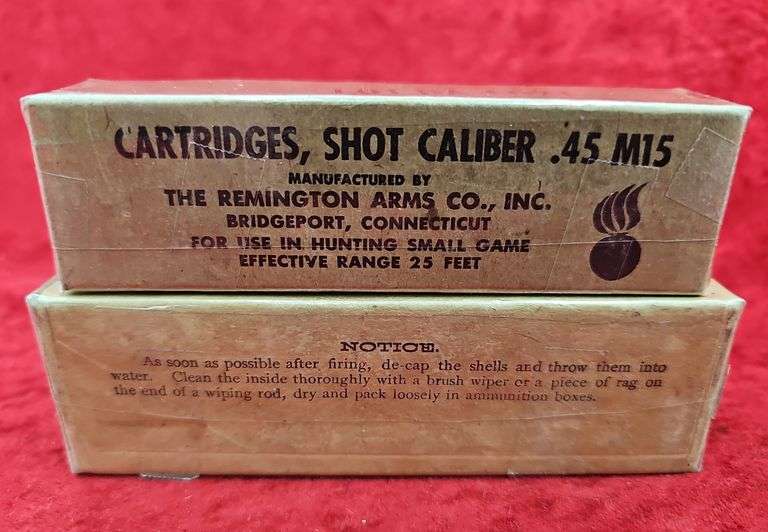 CARTRIDGES, SHOT CALIBER .45 M15
MANUFACTURED BY
THE REMINGTON ARMS CO., INC.
BRIDGEPORT, CONNECTICUT
FOR USE IN HUNTING SMALL GAME
EFFECTIVE RANGE 25 FEET
NOTICE.
As soon as possible after firing, de-cap the shells and throw them into
water. Clean the inside thoroughly with a brush wiper or a piece of rag on
the end of a wiping rod, dry and pack loosely in ammunition boxes.